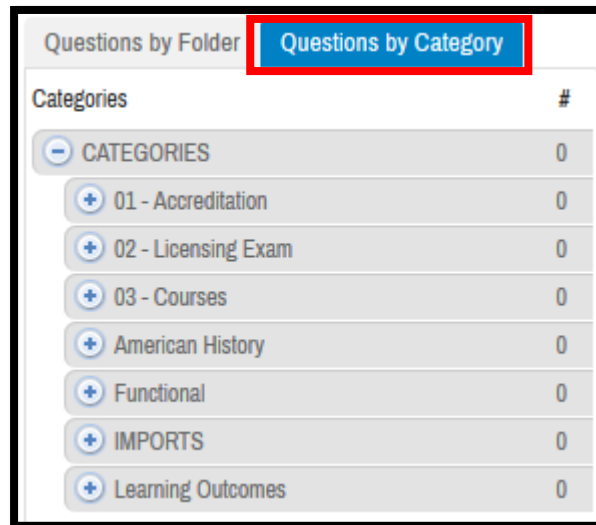 Questions by Folder Questions by Category
Categories #
CATEGORIES 0
01 - Accreditation 0
02 - Licensing Exam 0
03 - Courses 0
American History 0
Functional 0
IMPORTS 0
Learning Outcomes 0